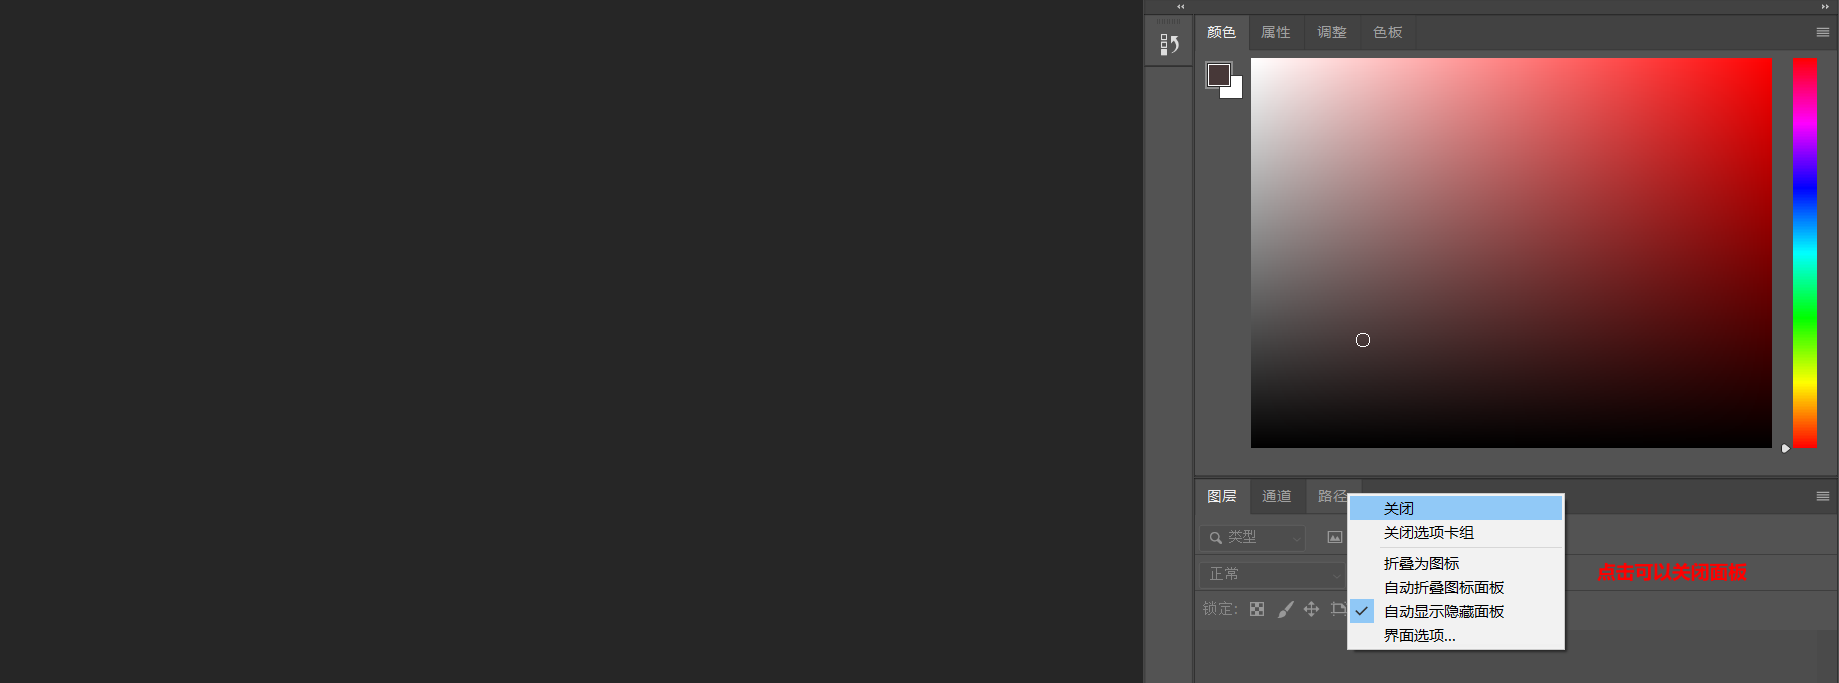 颜色 属性 调整 色板
图层 通道 路径
关闭
关闭选项卡组
类型
折叠为图标
正常
点击可以关闭面板
自动折叠图标面板
锁定:
自动显示隐藏面板
界面选项...